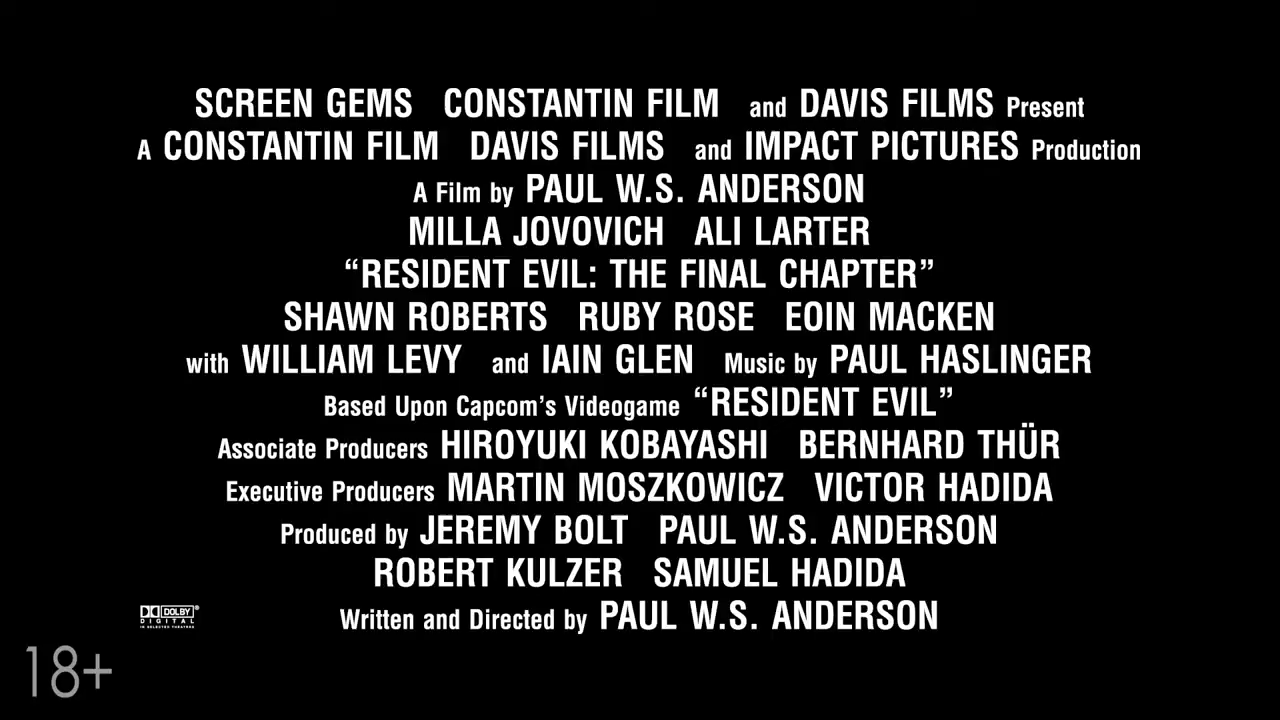 SCREEN GEMS CONSTANTIN FILM and DAVIS FILMS Present
A CONSTANTIN FILM DAVIS FILMS and IMPACT PICTURES Production
A Film by PAUL W.S. ANDERSON
MILLA JOVOVICH ALI LARTER
“RESIDENT EVIL: THE FINAL CHAPTER”
SHAWN ROBERTS RUBY ROSE EOIN MACKEN
with WILLIAM LEVY and IAIN GLEN Music by PAUL HASLINGER
Based Upon Capcom’s Videogame “RESIDENT EVIL”
Associate Producers HIROYUKI KOBAYASHI BERNHARD THÜR
Executive Producers MARTIN MOSZKOWICZ VICTOR HADIDA
Produced by JEREMY BOLT PAUL W.S. ANDERSON
ROBERT KULZER SAMUEL HADIDA
Written and Directed by PAUL W.S. ANDERSON
DOLBY®
DIGITAL
IN SELECTED THEATRES
18+